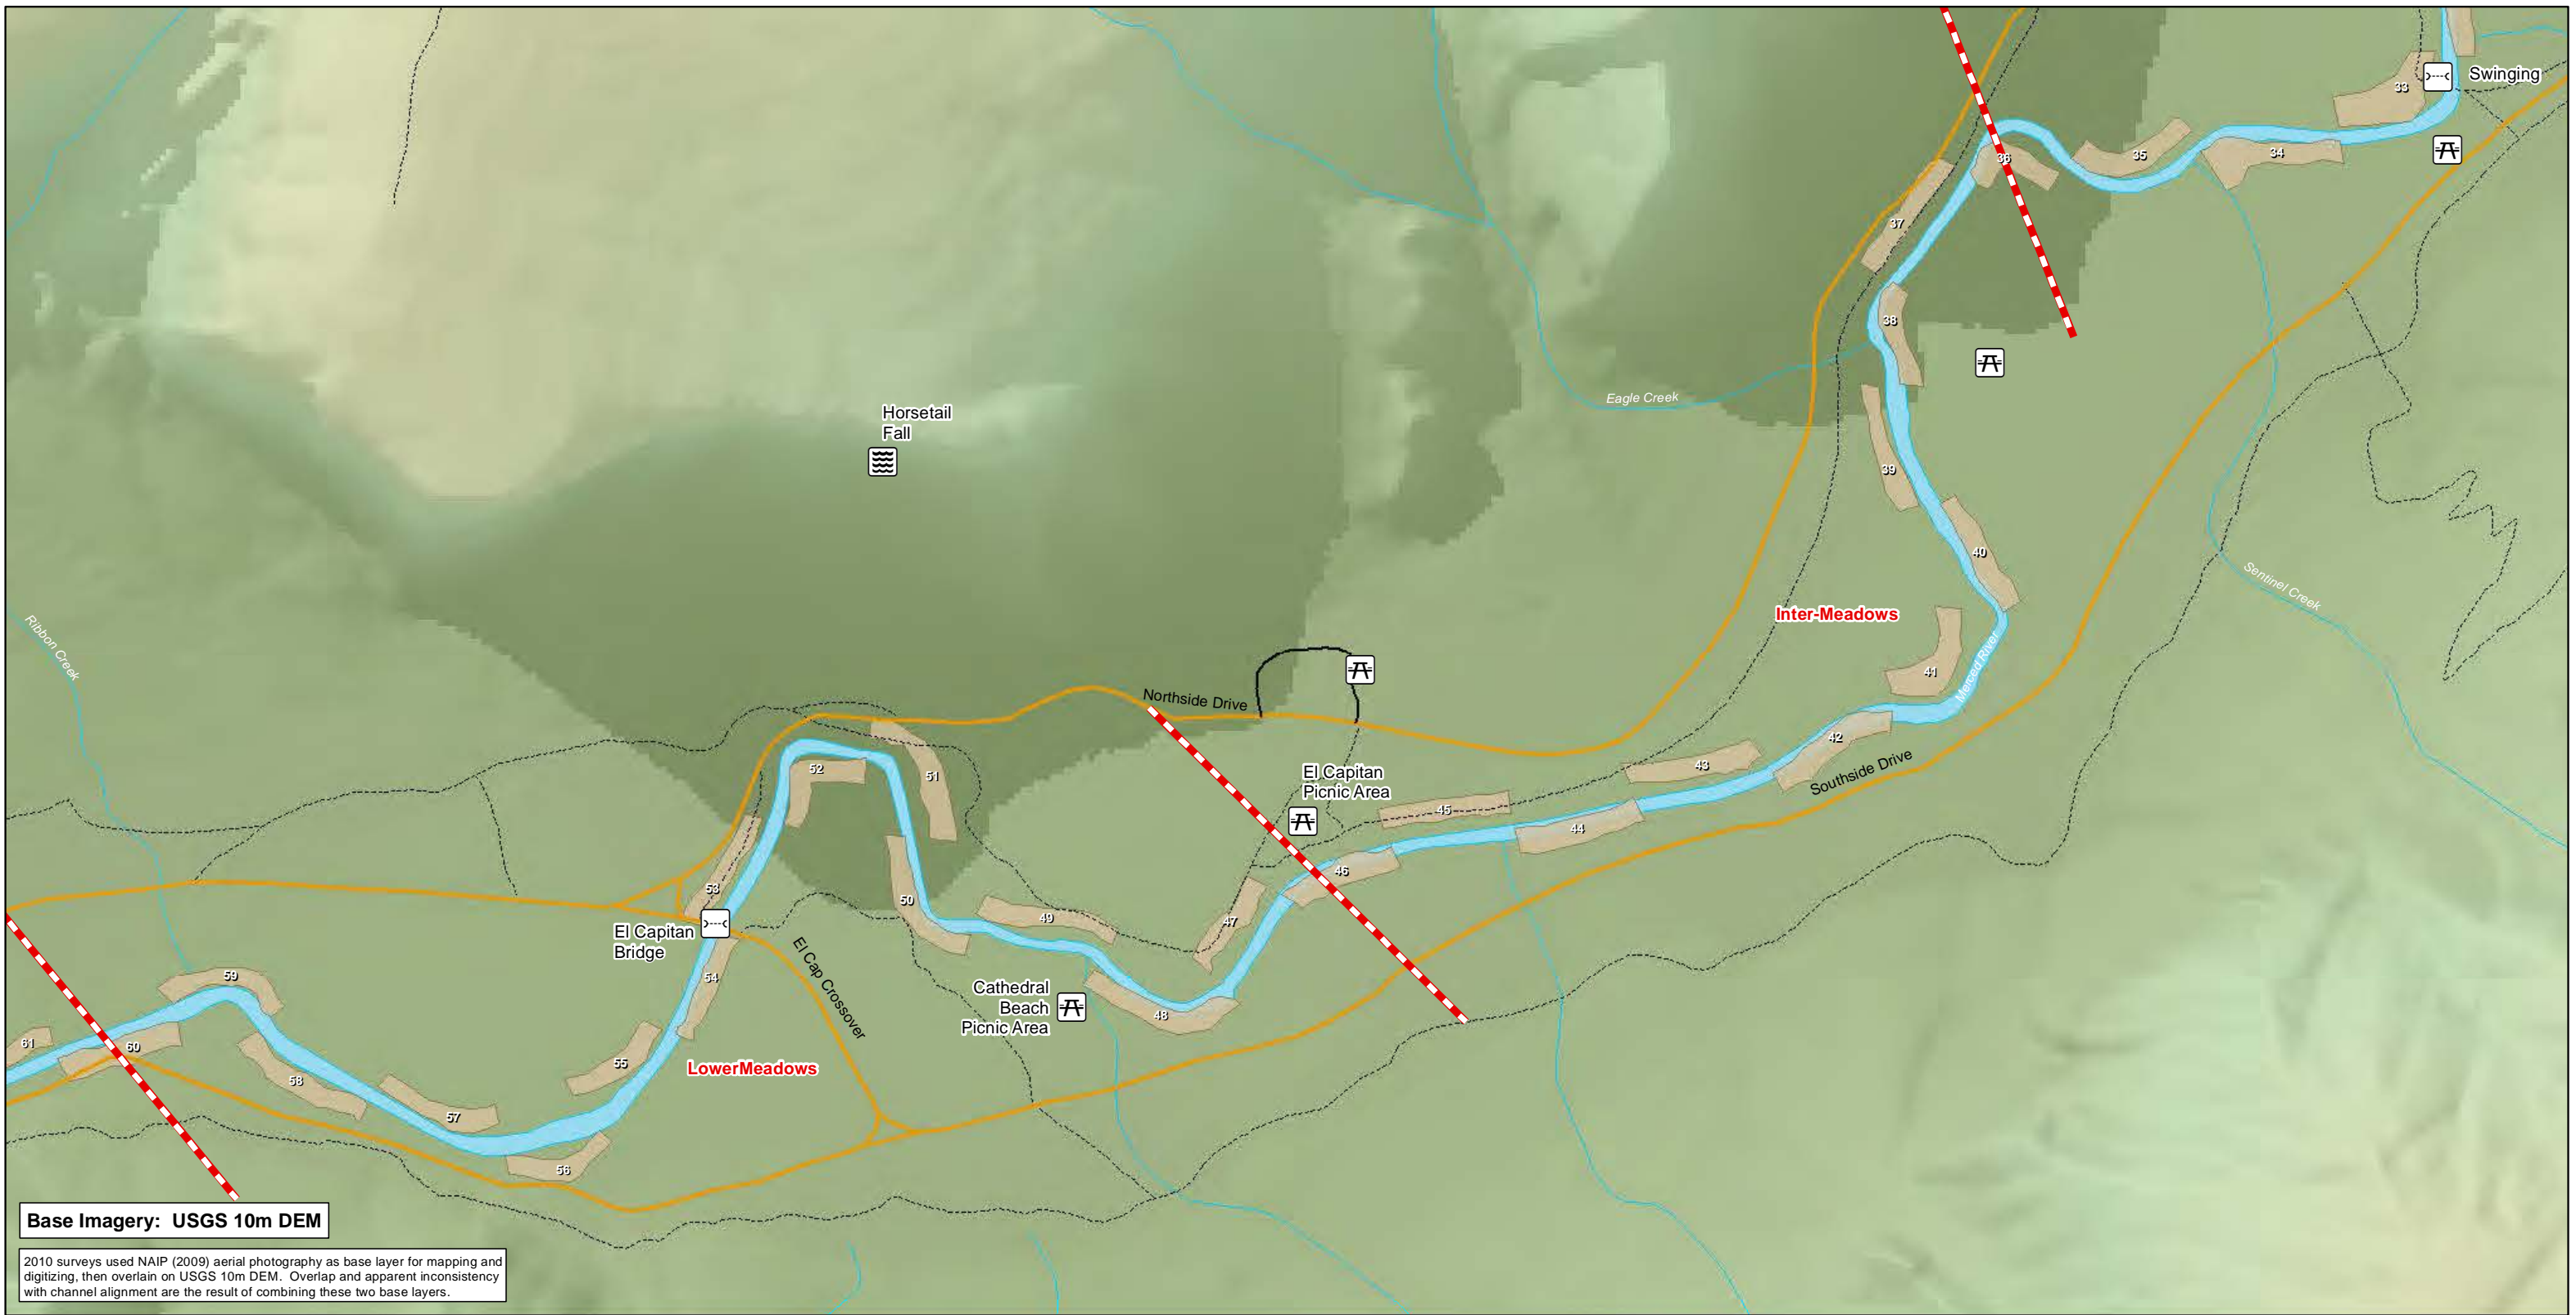 Swinging
33
34
35
36
37
38
Eagle Creek
Horsetail
Fall
39
40
Sentinel Creek
Ribbon Creek
Inter-Meadows
41
Merced River
Northside Drive
42
43
Southside Drive
El Capitan
Picnic Area
52
51
45
44
46
53
50
49
47
El Capitan
Bridge
El Cap Crossover
54
59
Cathedral
Beach
Picnic Area
48
61
60
55
LowerMeadows
58
57
56
Base Imagery: USGS 10m DEM
2010 surveys used NAIP (2009) aerial photography as base layer for mapping and
digitizing, then overlain on USGS 10m DEM. Overlap and apparent inconsistency
with channel alignment are the result of combining these two base layers.